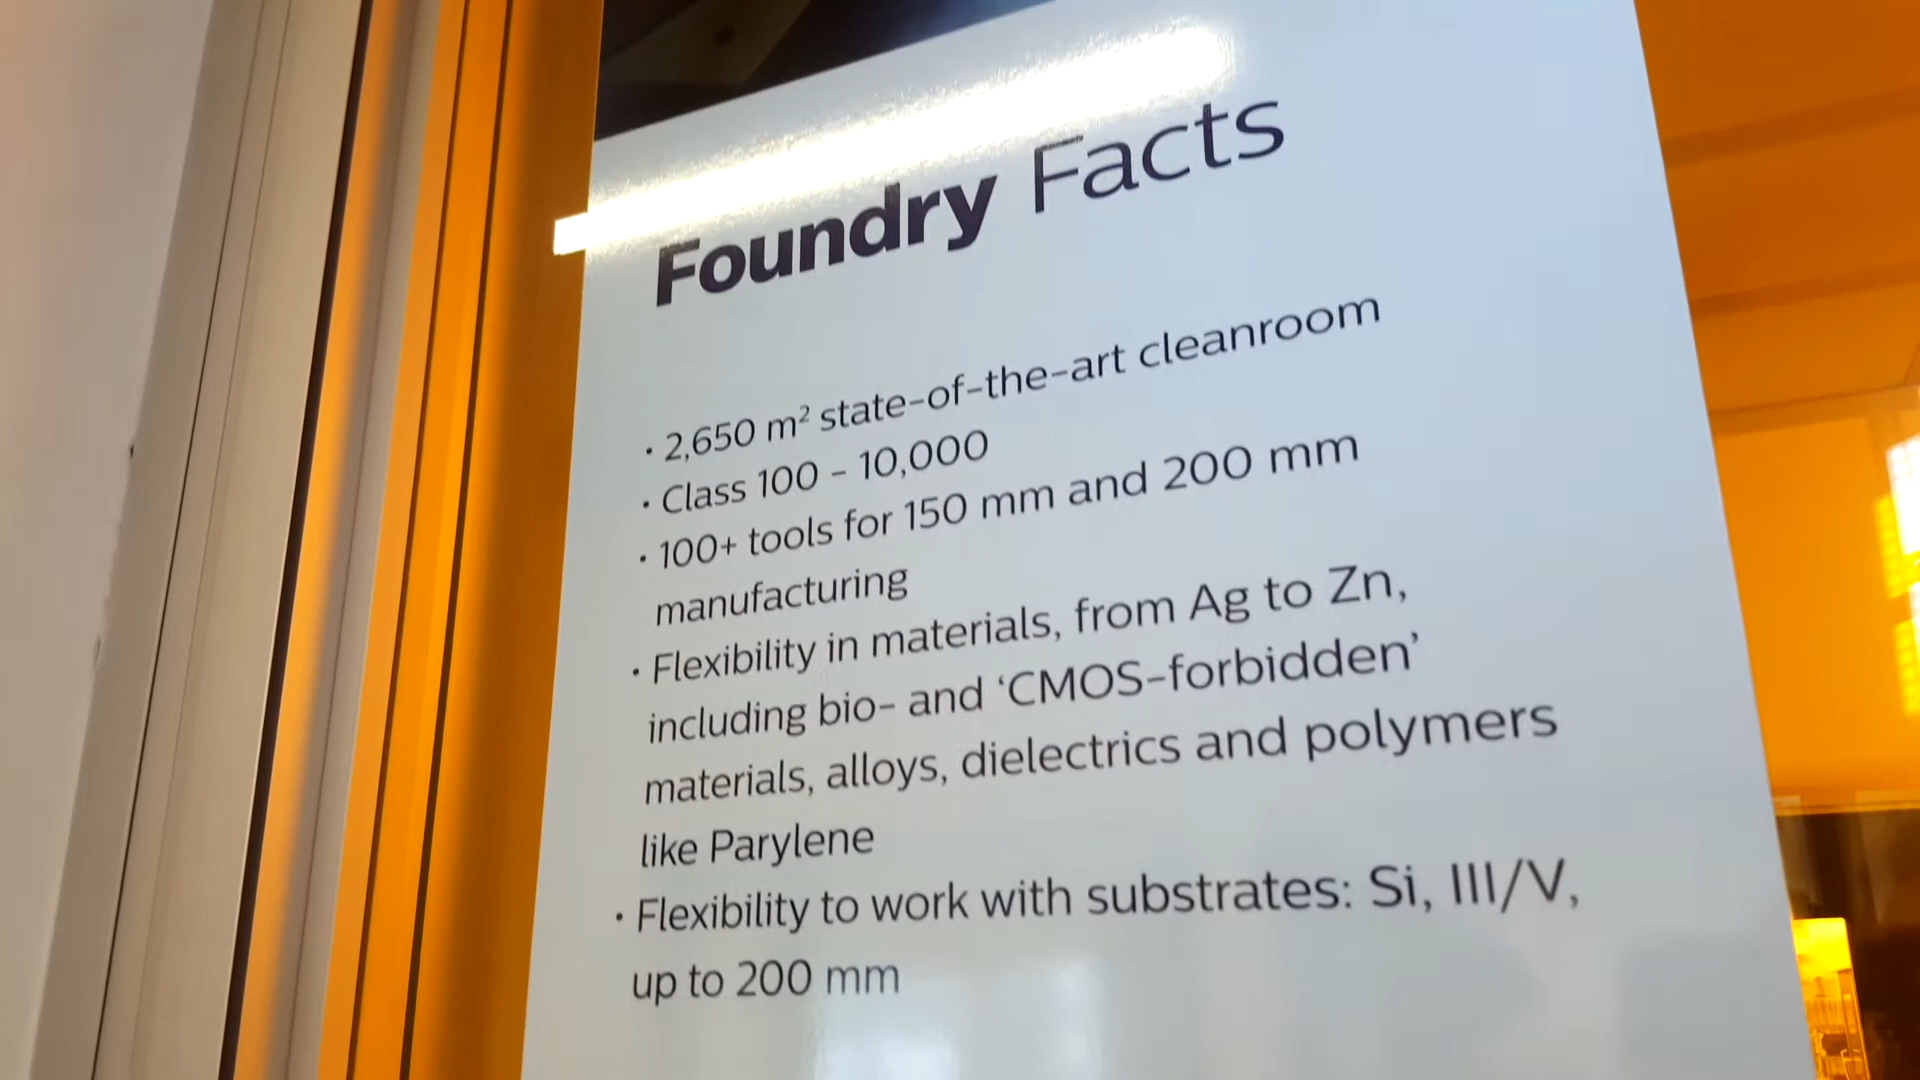 Foundry Facts
· 2,650 m² state-of-the-art cleanroom
· Class 100 - 10,000
· 100+ tools for 150 mm and 200 mm
manufacturing
· Flexibility in materials, from Ag to Zn,
including bio- and ‘CMOS-forbidden’
materials, alloys, dielectrics and polymers
like Parylene
· Flexibility to work with substrates: Si, III/V,
up to 200 mm